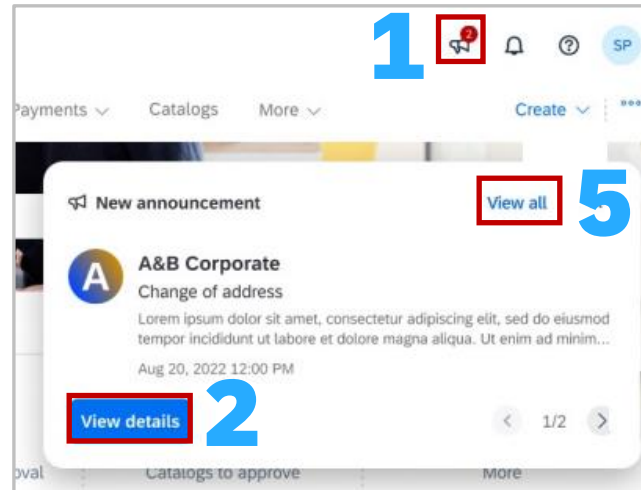 1
2
SP
Payments
Catalogs
More
Create
New announcement
View all
5
A
A&B Corporate
Change of address
Lorem ipsum dolor sit amet, consectetur adipiscing elit, sed do eiusmod
tempor incididunt ut labore et dolore magna aliqua. Ut enim ad minim...
Aug 20, 2022 12:00 PM
View details
2
1/2
oval
Catalogs to approve
More